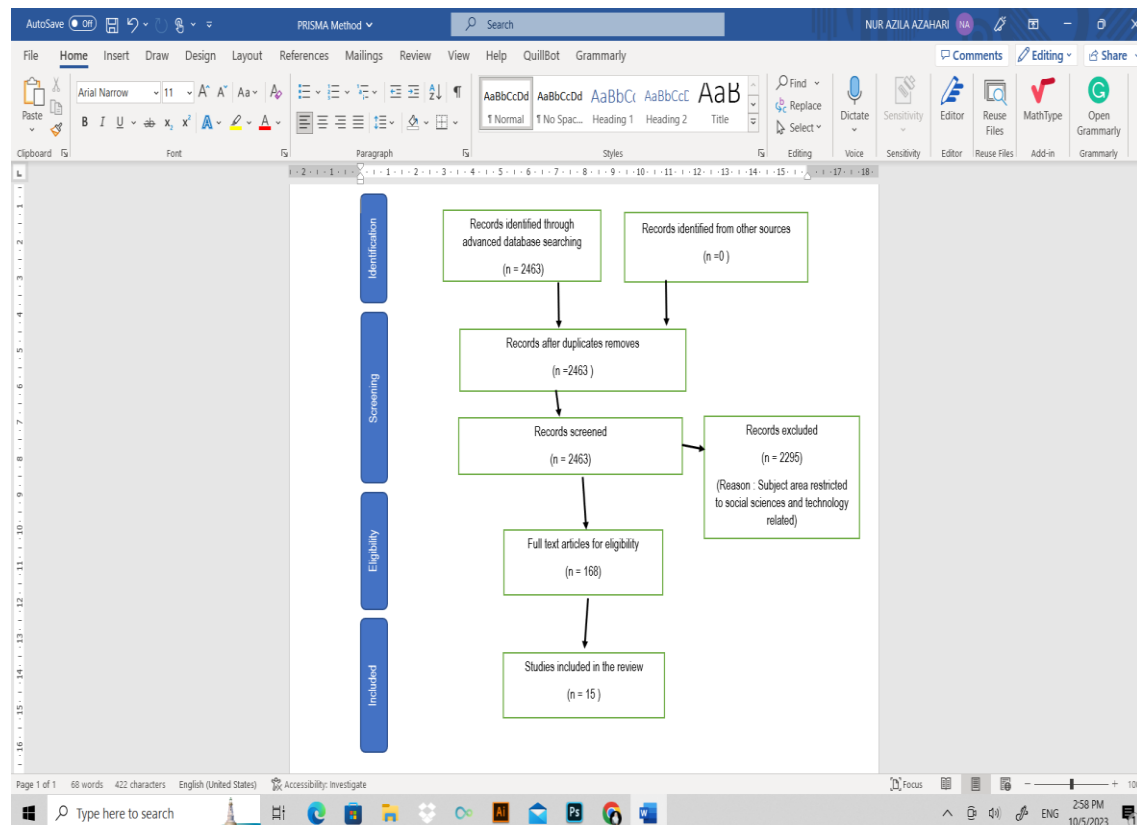 AutoSave Off PRISMA Method Search NUR AZILA AZAHARI NA
File Home Insert Draw Design Layout References Mailings Review View Help QuillBot Grammarly Comments Editing Share
Paste
Arial Narrow 11 A A Aa
B I U ab x₂ x² A A
AaBbCcDd AaBbCcDd AaBbCc AaBbCcE AaB
¶ Normal ¶ No Spac... Heading 1 Heading 2 Title
Find
Replace
Select
Dictate
Sensitivity
Editor
Reuse
Files
MathType
Open
Grammarly
Clipboard Font Paragraph Styles Editing Voice Sensitivity Editor Reuse Files Add-in Grammarly
Identification
Records identified through
advanced database searching
(n = 2463)
Records identified from other sources
(n =0 )
Screening
Records after duplicates removes
(n =2463 )
Records screened
(n = 2463)
Records excluded
(n = 2295)
(Reason : Subject area restricted
to social sciences and technology
related)
Eligibility
Full text articles for eligibility
(n = 168)
Included
Studies included in the review
(n = 15 )
Page 1 of 1 68 words 422 characters English (United States) Accessibility: Investigate Focus
Type here to search Ai Ps ENG 2:58 PM
10/5/2023